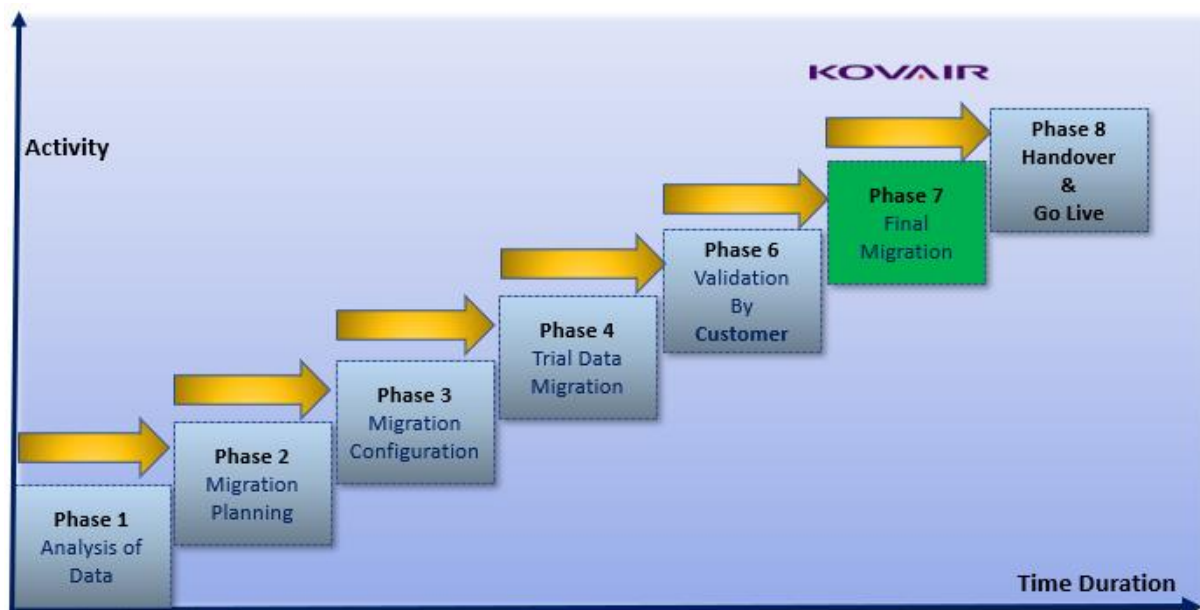 KOVAIR
Activity
Phase 1
Analysis of
Data
Phase 2
Migration
Planning
Phase 3
Migration
Configuration
Phase 4
Trial Data
Migration
Phase 6
Validation
By
Customer
Phase 7
Final
Migration
Phase 8
Handover
&
Go Live
Time Duration